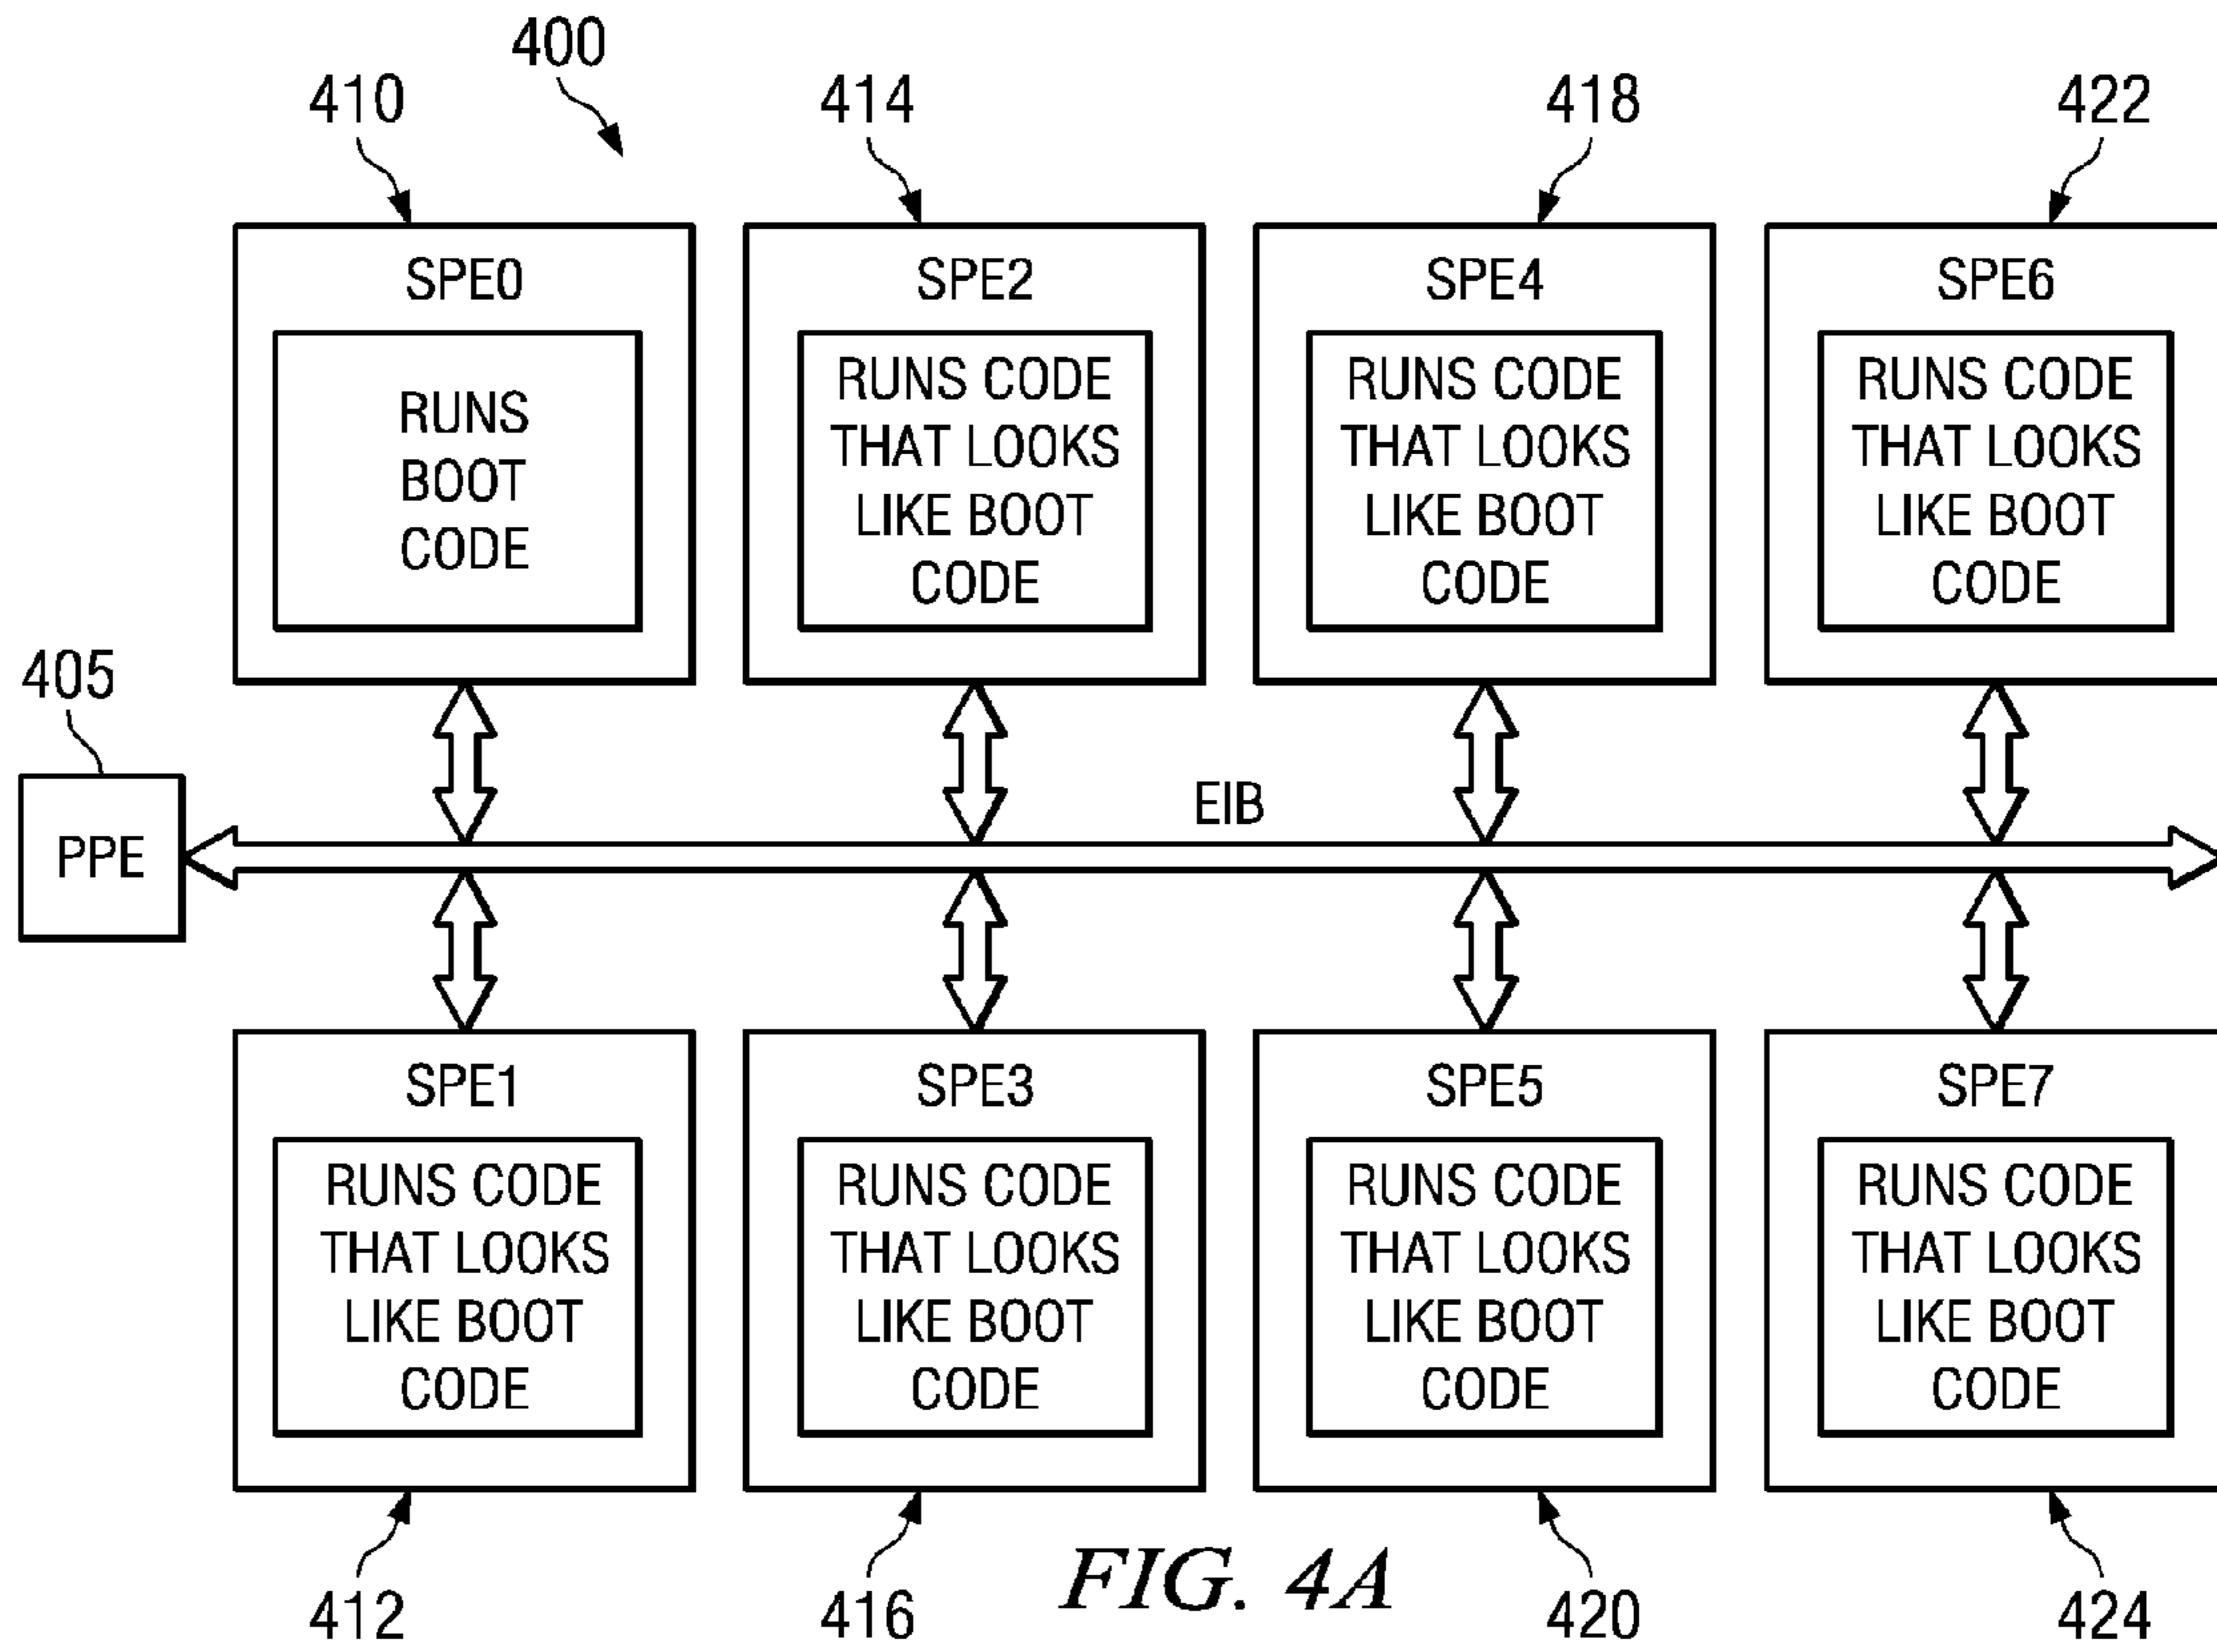 400
410
414
418
422
SPE0
RUNS
BOOT
CODE
SPE2
RUNS CODE
THAT LOOKS
LIKE BOOT
CODE
SPE4
RUNS CODE
THAT LOOKS
LIKE BOOT
CODE
SPE6
RUNS CODE
THAT LOOKS
LIKE BOOT
CODE
405
PPE
EIB
SPE1
RUNS CODE
THAT LOOKS
LIKE BOOT
CODE
SPE3
RUNS CODE
THAT LOOKS
LIKE BOOT
CODE
SPE5
RUNS CODE
THAT LOOKS
LIKE BOOT
CODE
SPE7
RUNS CODE
THAT LOOKS
LIKE BOOT
CODE
412
416
FIG. 4A
420
424